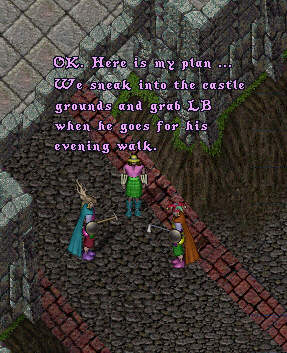 OK. Here is my plan ...
We sneak into the castle
grounds and grab LB
when he goes for his
evening walk.